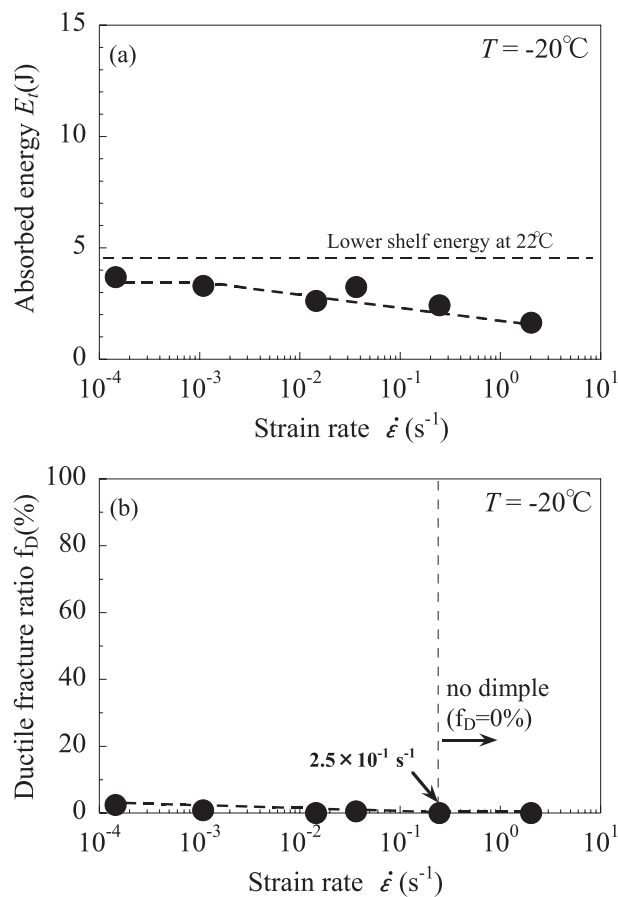 15
(a)
T = -20℃
10
Absorbed energy Eₜ(J)
Lower shelf energy at 22℃
5
0
10⁻⁴ 10⁻³ 10⁻² 10⁻¹ 10⁰ 10¹
Strain rate ε̇ (s⁻¹)
100
(b)
T = -20℃
80
Ductile fracture ratio f_D(%)
60
40
no dimple
(f_D=0%)
20
2.5×10⁻¹ s⁻¹
0
10⁻⁴ 10⁻³ 10⁻² 10⁻¹ 10⁰ 10¹
Strain rate ε̇ (s⁻¹)